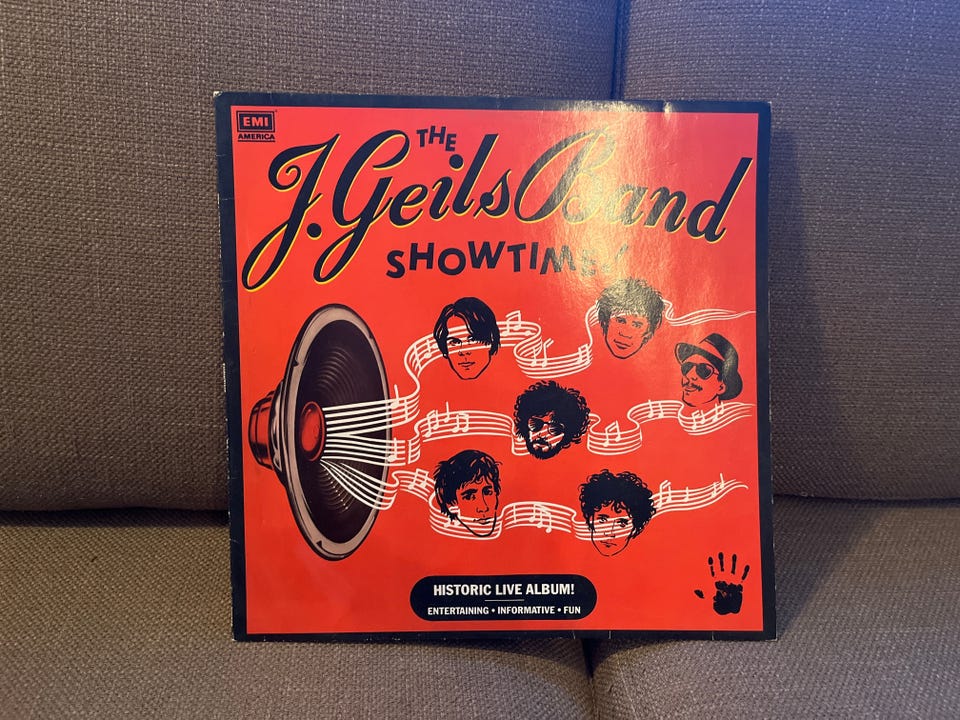 EMI
AMERICA
THE
J. Geils Band
SHOWTIME!
HISTORIC LIVE ALBUM!
ENTERTAINING • INFORMATIVE • FUN